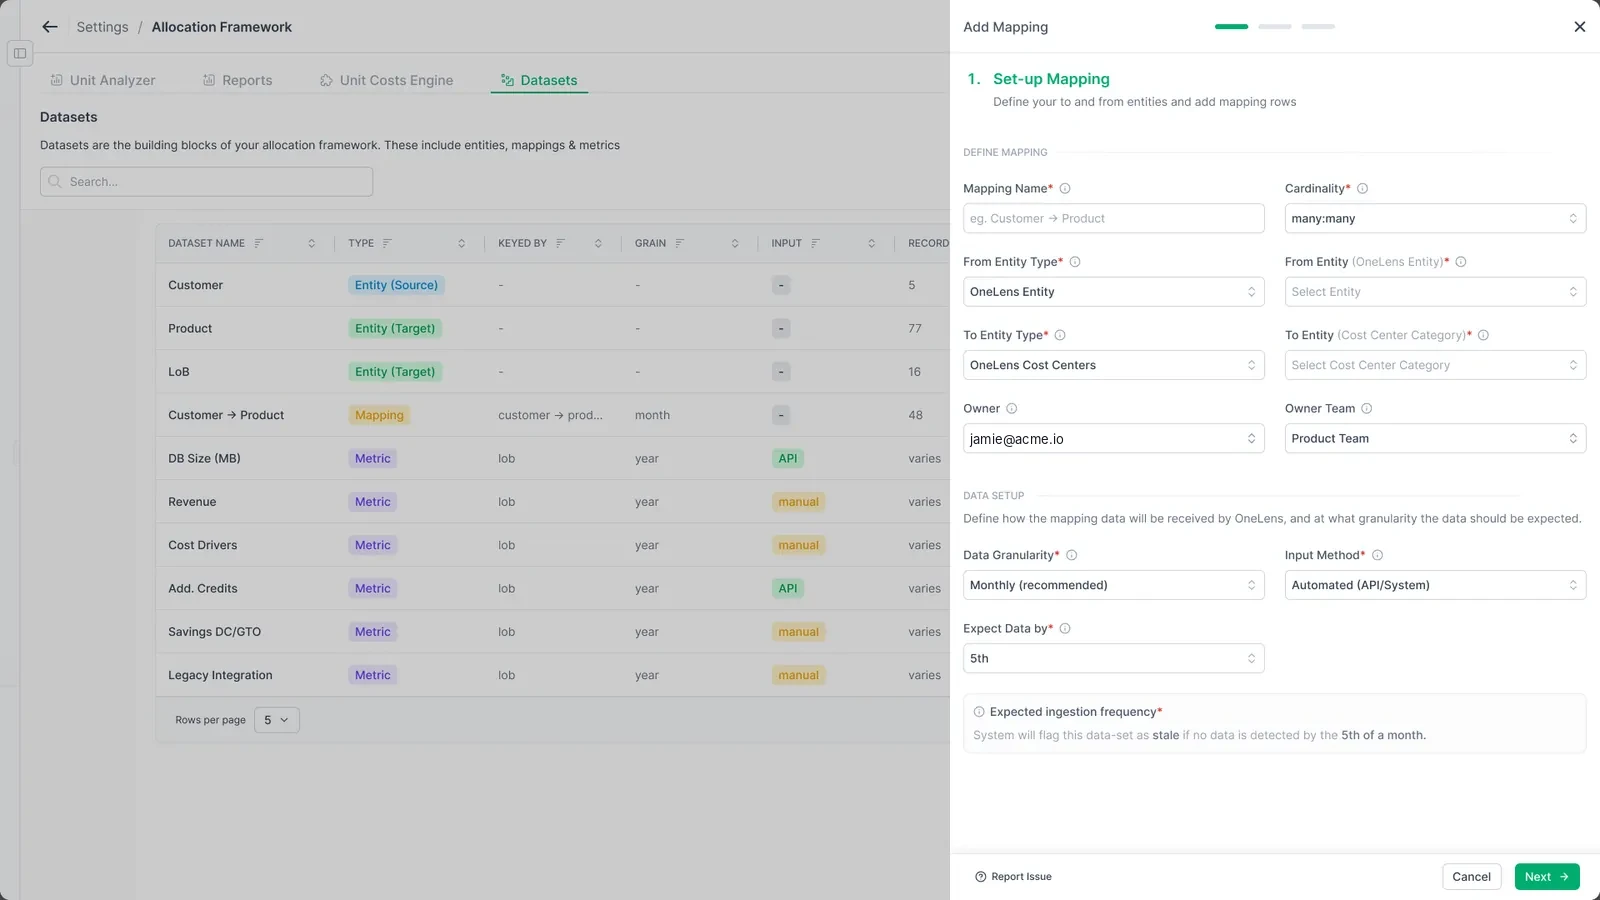 Settings / Allocation Framework
Unit Analyzer
Reports
Unit Costs Engine
Datasets
Datasets
Datasets are the building blocks of your allocation framework. These include entities, mappings & metrics
Search...
DATASET NAME TYPE KEYED BY GRAIN INPUT RECORD
Customer Entity (Source) - - - 5
Product Entity (Target) - - - 77
LoB Entity (Target) - - - 16
Customer → Product Mapping customer → prod... month - 48
DB Size (MB) Metric lob year API varies
Revenue Metric lob year manual varies
Cost Drivers Metric lob year manual varies
Add. Credits Metric lob year API varies
Savings DC/GTO Metric lob year manual varies
Legacy Integration Metric lob year manual varies
Rows per page 5
Add Mapping
1. Set-up Mapping
Define your to and from entities and add mapping rows
DEFINE MAPPING
Mapping Name* Cardinality*
eg. Customer → Product many:many
From Entity Type* From Entity (OneLens Entity)*
OneLens Entity Select Entity
To Entity Type* To Entity (Cost Center Category)*
OneLens Cost Centers Select Cost Center Category
Owner Owner Team
jamie@acme.io Product Team
DATA SETUP
Define how the mapping data will be received by OneLens, and at what granularity the data should be expected.
Data Granularity* Input Method*
Monthly (recommended) Automated (API/System)
Expect Data by*
5th
Expected ingestion frequency*
System will flag this data-set as stale if no data is detected by the 5th of a month.
Report Issue
Cancel
Next →